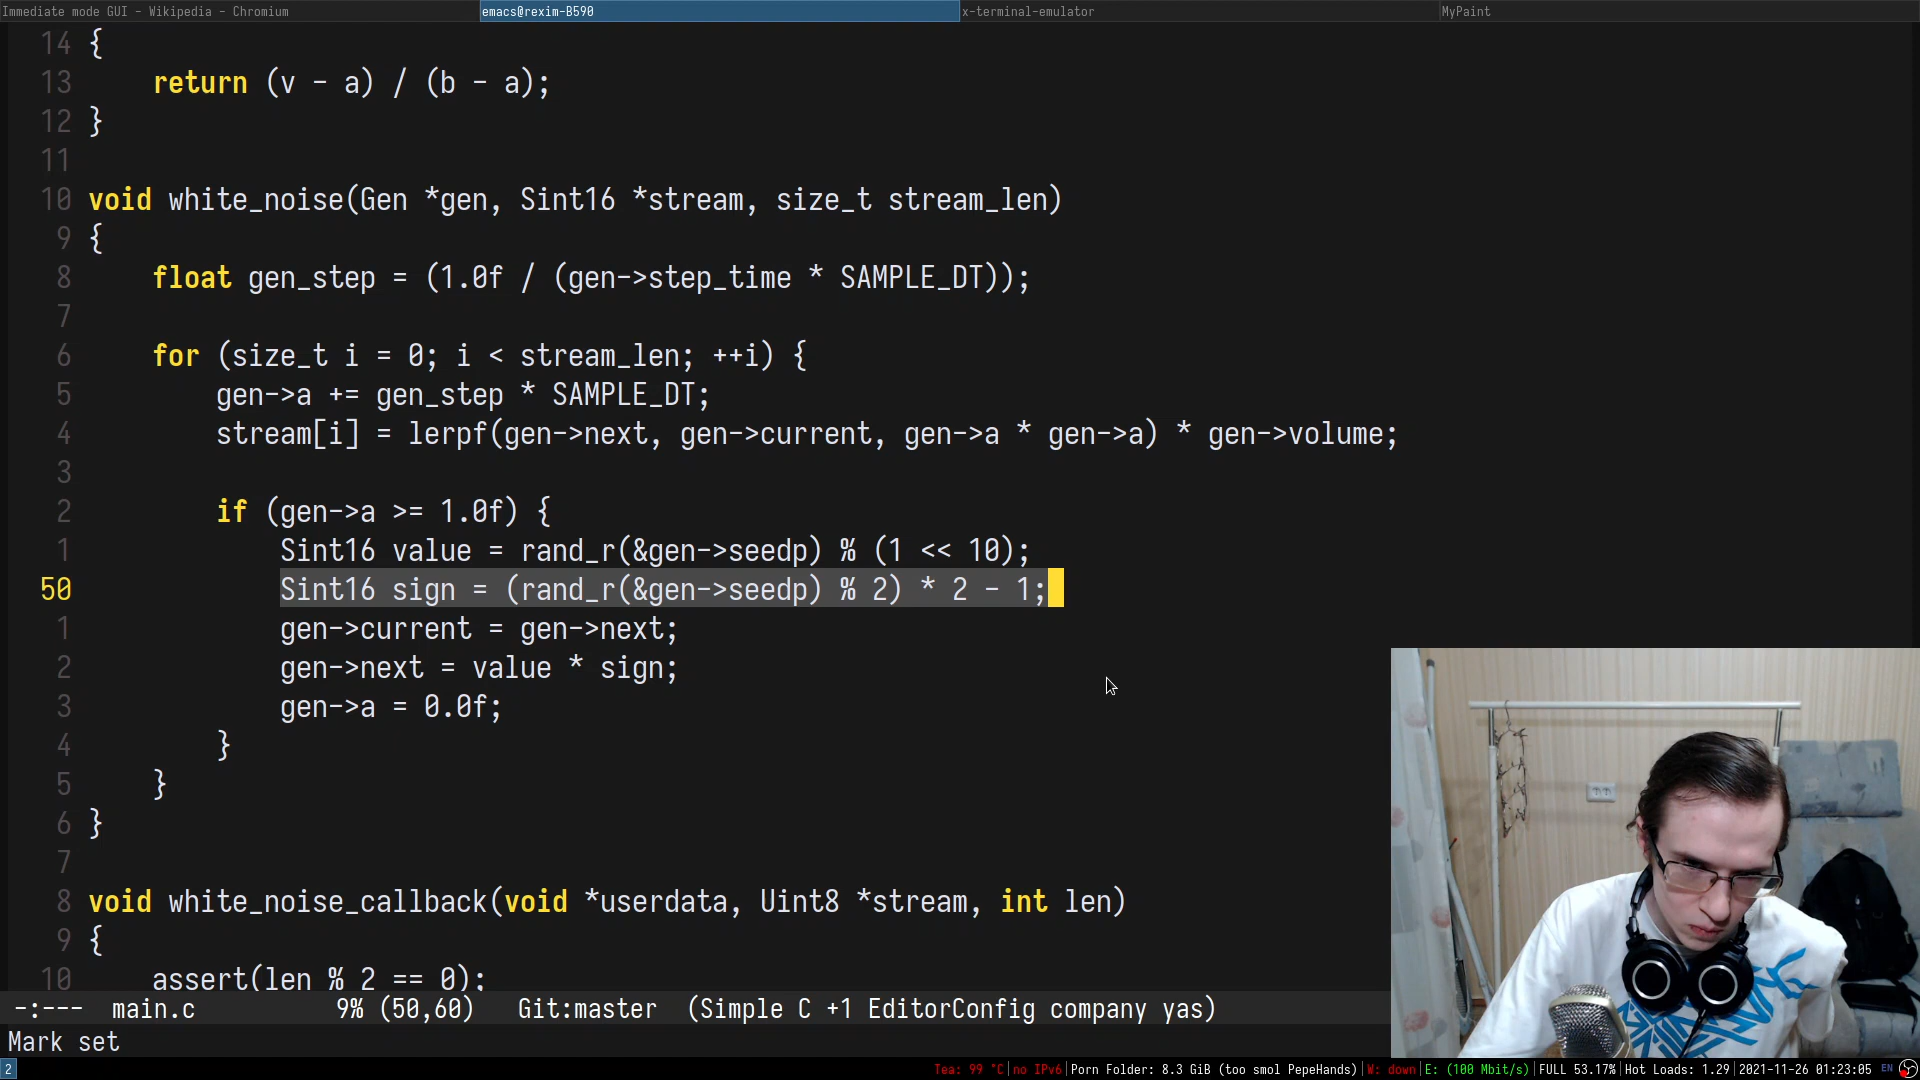 Immediate mode GUI - Wikipedia - Chromium emacs@rexim-B590 x-terminal-emulator MyPaint
14 {
13     return (v - a) / (b - a);
12 }
11
10 void white_noise(Gen *gen, Sint16 *stream, size_t stream_len)
9 {
8     float gen_step = (1.0f / (gen->step_time * SAMPLE_DT));
7
6     for (size_t i = 0; i < stream_len; ++i) {
5         gen->a += gen_step * SAMPLE_DT;
4         stream[i] = lerpf(gen->next, gen->current, gen->a * gen->a) * gen->volume;
3
2         if (gen->a >= 1.0f) {
1             Sint16 value = rand_r(&gen->seedp) % (1 << 10);
50             Sint16 sign = (rand_r(&gen->seedp) % 2) * 2 - 1;
1             gen->current = gen->next;
2             gen->next = value * sign;
3             gen->a = 0.0f;
4         }
5     }
6 }
7
8 void white_noise_callback(void *userdata, Uint8 *stream, int len)
9 {
10     assert(len % 2 == 0);
-:--- main.c 9% (50,60) Git:master (Simple C +1 EditorConfig company yas)
Mark set
2 Tea: 99 °C|no IPv6|Porn Folder: 8.3 GiB (too smol PepeHands)|W: down|E: (100 Mbit/s)|FULL 53.17%|Hot Loads: 1.29|2021-11-26 01:23:05 EN